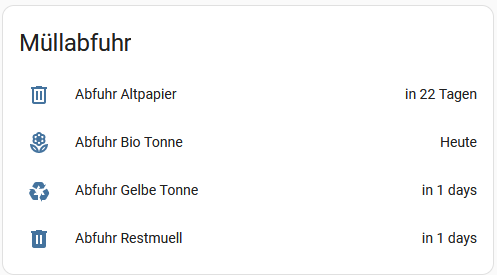 Müllabfuhr
Abfuhr Altpapier in 22 Tagen
Abfuhr Bio Tonne Heute
Abfuhr Gelbe Tonne in 1 days
Abfuhr Restmuell in 1 days